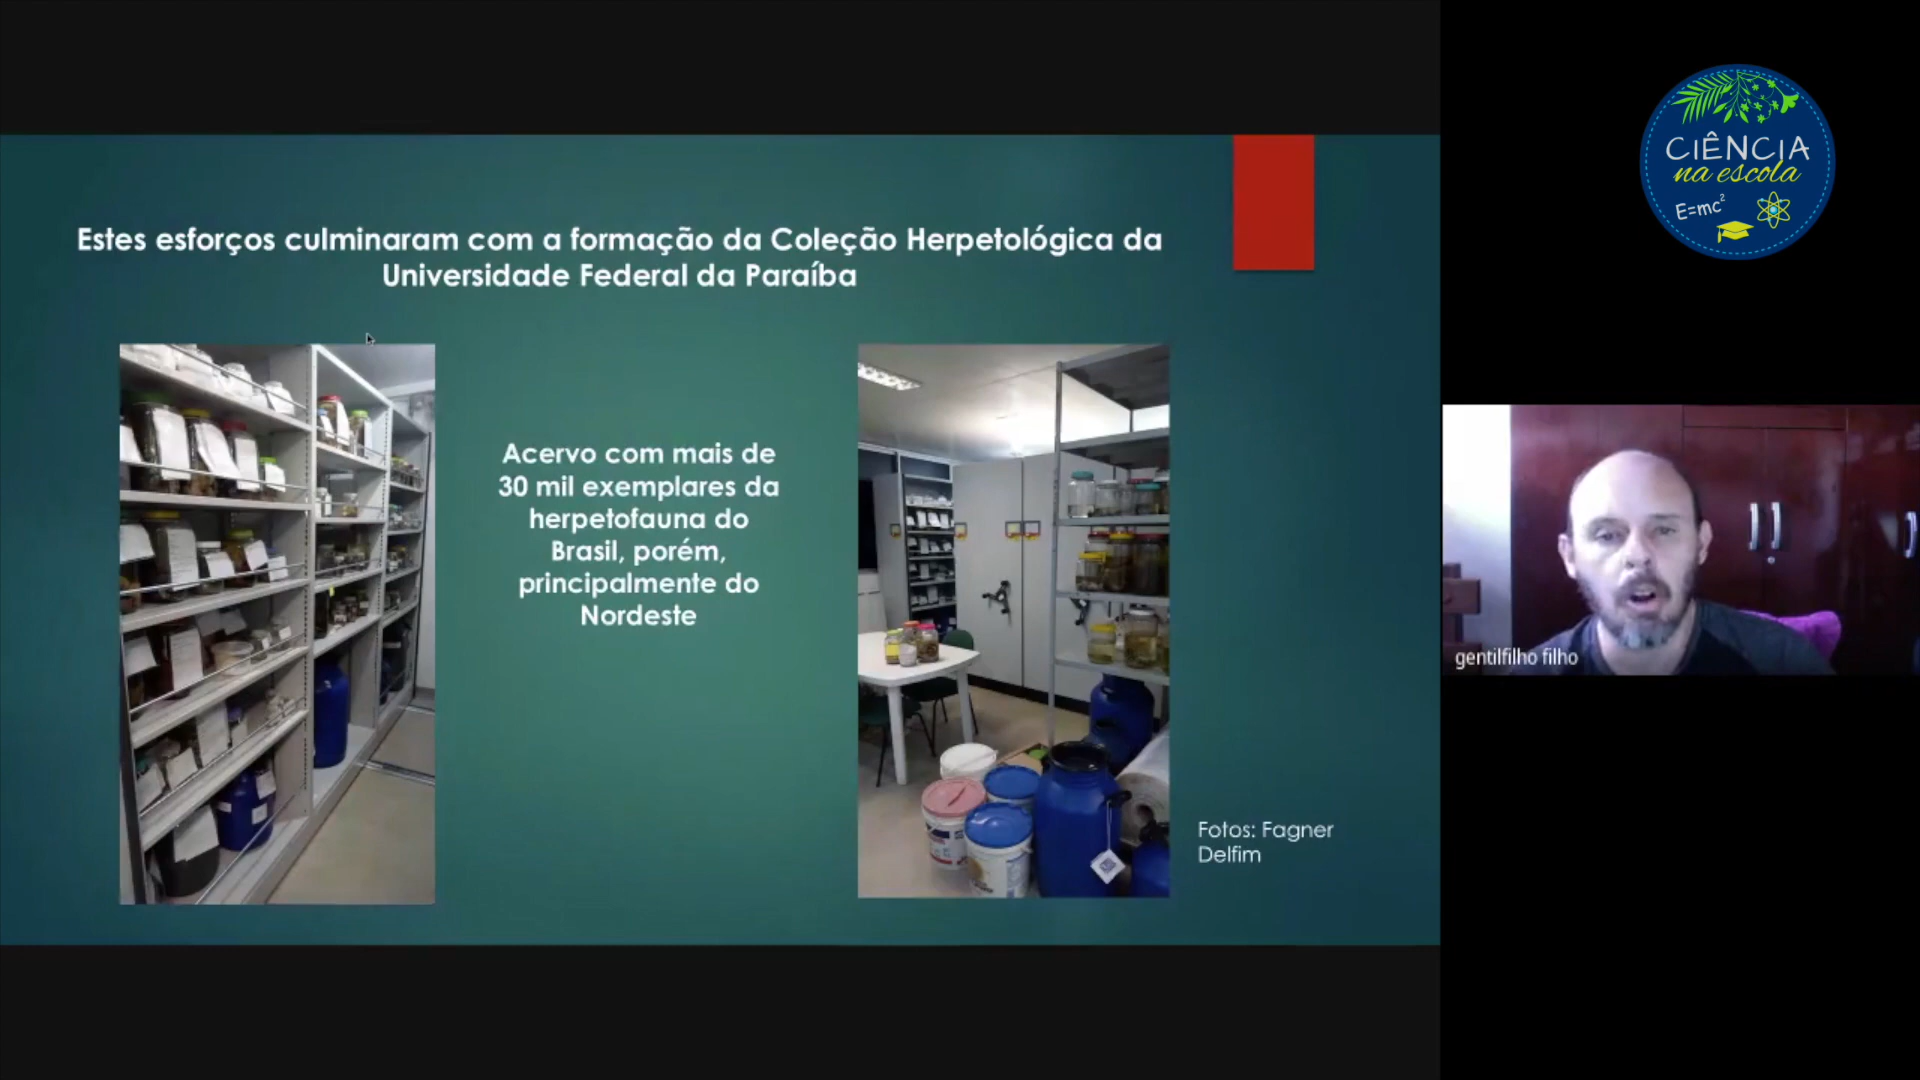 Estes esforços culminaram com a formação da Coleção Herpetológica da
Universidade Federal da Paraíba
Acervo com mais de
30 mil exemplares da
herpetofauna do
Brasil, porém,
principalmente do
Nordeste
Fotos: Fagner
Delfim
CIÊNCIA
na escola
E=mc²
gentilfilho filho